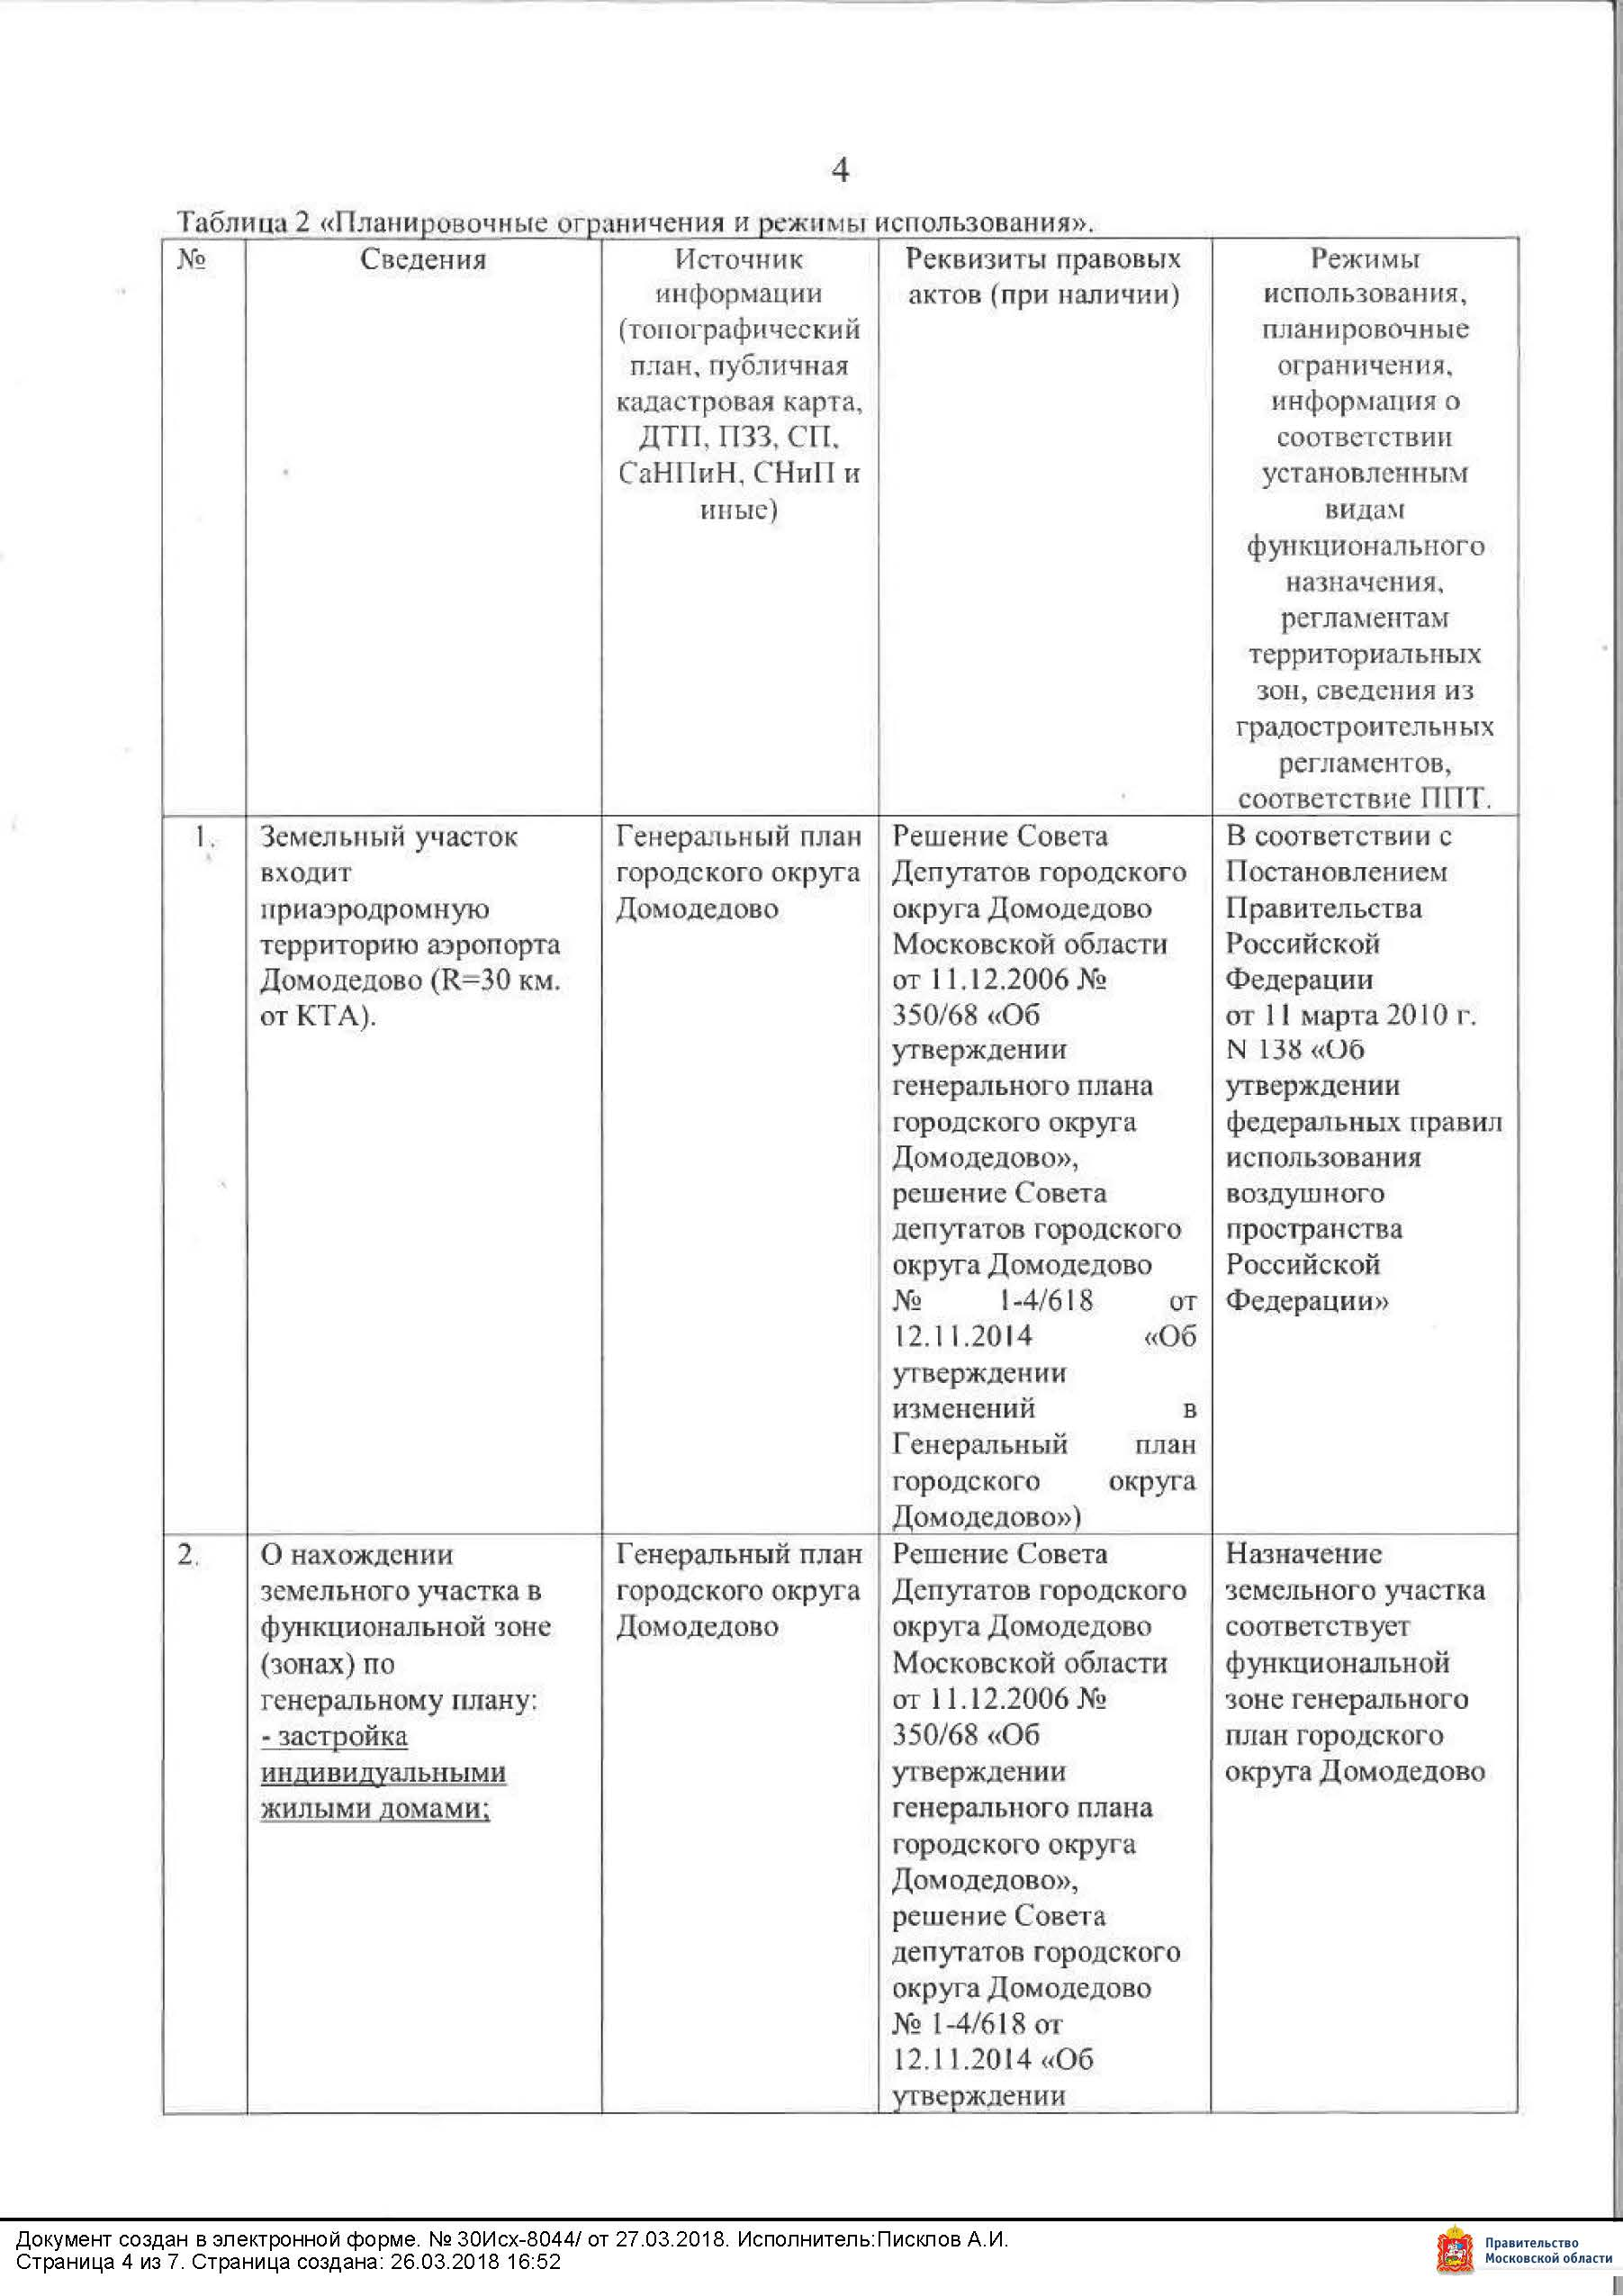 4
Таблица 2 «Планировочные ограничения и режимы использования».
№
Сведения
Источник
информации
(топографический
план, публичная
кадастровая карта,
ДТП, ПЗЗ, СП,
СаНПиН, СНиП и
иные)
Реквизиты правовых
актов (при наличии)
Режимы
использования,
планировочные
ограничения,
информация о
соответствии
установленным
видам
функционального
назначения,
регламентам
территориальных
зон, сведения из
градостроительных
регламентов,
соответствие ППТ.
1.
Земельный участок
входит
приаэродромную
территорию аэропорта
Домодедово (R=30 км.
от КТА).
Генеральный план
городского округа
Домодедово
Решение Совета
Депутатов городского
округа Домодедово
Московской области
от 11.12.2006 №
350/68 «Об
утверждении
генерального плана
городского округа
Домодедово»,
решение Совета
депутатов городского
округа Домодедово
№ 1-4/618 от
12.11.2014 «Об
утверждении
изменений в
Генеральный план
городского округа
Домодедово»)
В соответствии с
Постановлением
Правительства
Российской
Федерации
от 11 марта 2010 г.
N 138 «Об
утверждении
федеральных правил
использования
воздушного
пространства
Российской
Федерации»
2.
О нахождении
земельного участка в
функциональной зоне
(зонах) по
генеральному плану:
- застройка
индивидуальными
жилыми домами;
Генеральный план
городского округа
Домодедово
Решение Совета
Депутатов городского
округа Домодедово
Московской области
от 11.12.2006 №
350/68 «Об
утверждении
генерального плана
городского округа
Домодедово»,
решение Совета
депутатов городского
округа Домодедово
№ 1-4/618 от
12.11.2014 «Об
утверждении
Назначение
земельного участка
соответствует
функциональной
зоне генерального
план городского
округа Домодедово
Документ создан в электронной форме. № 30Исх-8044/ от 27.03.2018. Исполнитель:Писклов А.И.
Страница 4 из 7. Страница создана: 26.03.2018 16:52
Правительство
Московской области